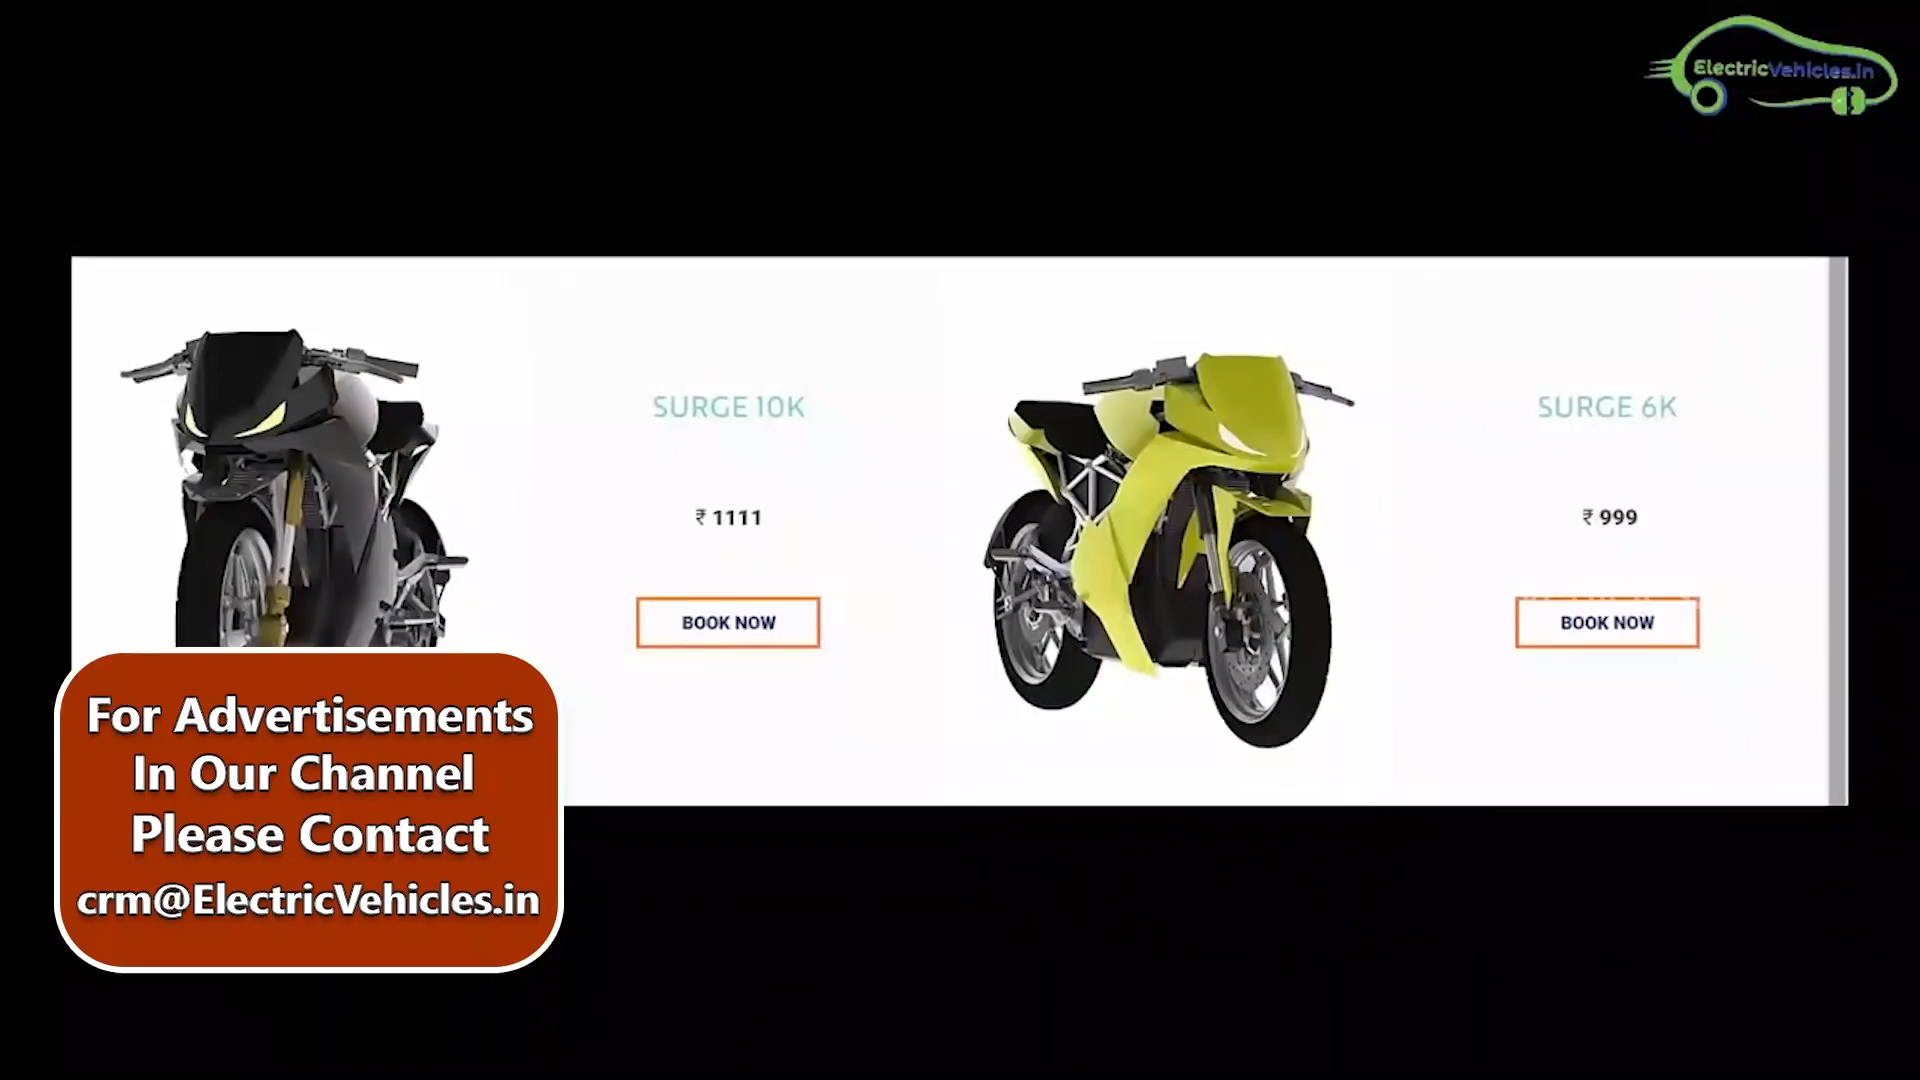 ElectricVehicles.in
SURGE 10K
SURGE 6K
₹ 1111
₹ 999
BOOK NOW
BOOK NOW
For Advertisements
In Our Channel
Please Contact
crm@ElectricVehicles.in